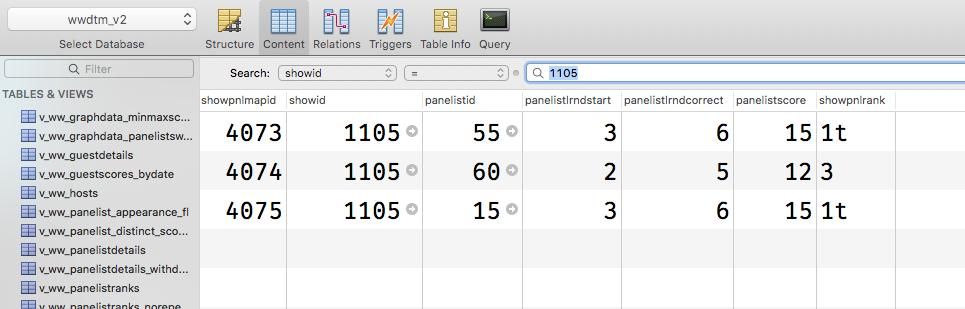 wwdtm_v2
Select Database
Structure Content Relations Triggers Table Info Query
Filter
Search: showid = 1105
TABLES & VIEWS
v_ww_graphdata_minmaxsc...
v_ww_graphdata_panelistsw...
v_ww_guestdetails
v_ww_guestscores_bydate
v_ww_hosts
v_ww_panelist_appearance_fl
v_ww_panelist_distinct_sco...
v_ww_panelistdetails
v_ww_panelistdetails_withd...
v_ww_panelistranks
v_ww_panelistranks_norepe...
showpnlmapid showid panelistid panelistlrndstart panelistlrndcorrect panelistscore showpnlrank
4073 1105 55 3 6 15 1t
4074 1105 60 2 5 12 3
4075 1105 15 3 6 15 1t